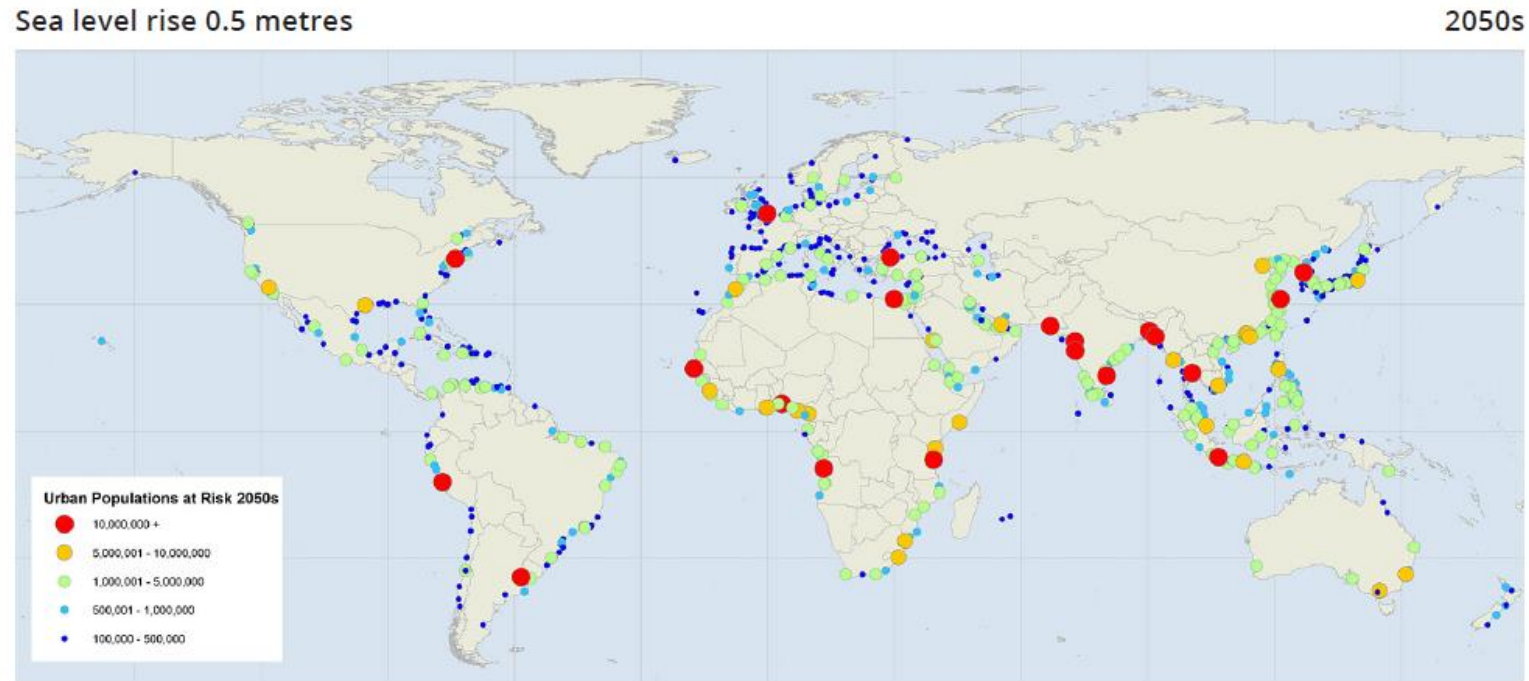 Sea level rise 0.5 metres
2050s
Urban Populations at Risk 2050s
10,000,000 +
5,000,001 - 10,000,000
1,000,001 - 5,000,000
500,001 - 1,000,000
100,000 - 500,000